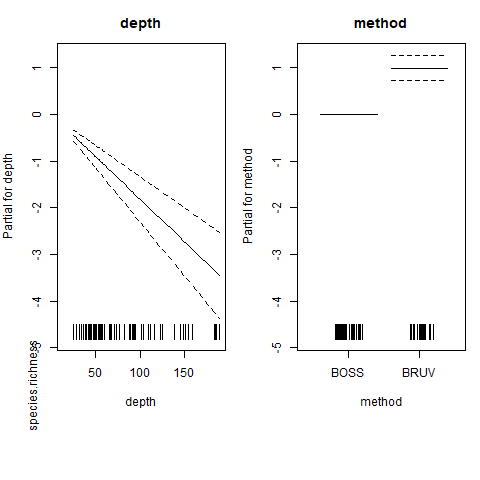 depth
Partial for depth
1
0
-1
-2
-3
-4
-5
50 100 150
depth
species.richness
method
Partial for method
1
0
-1
-2
-3
-4
-5
BOSS BRUV
method